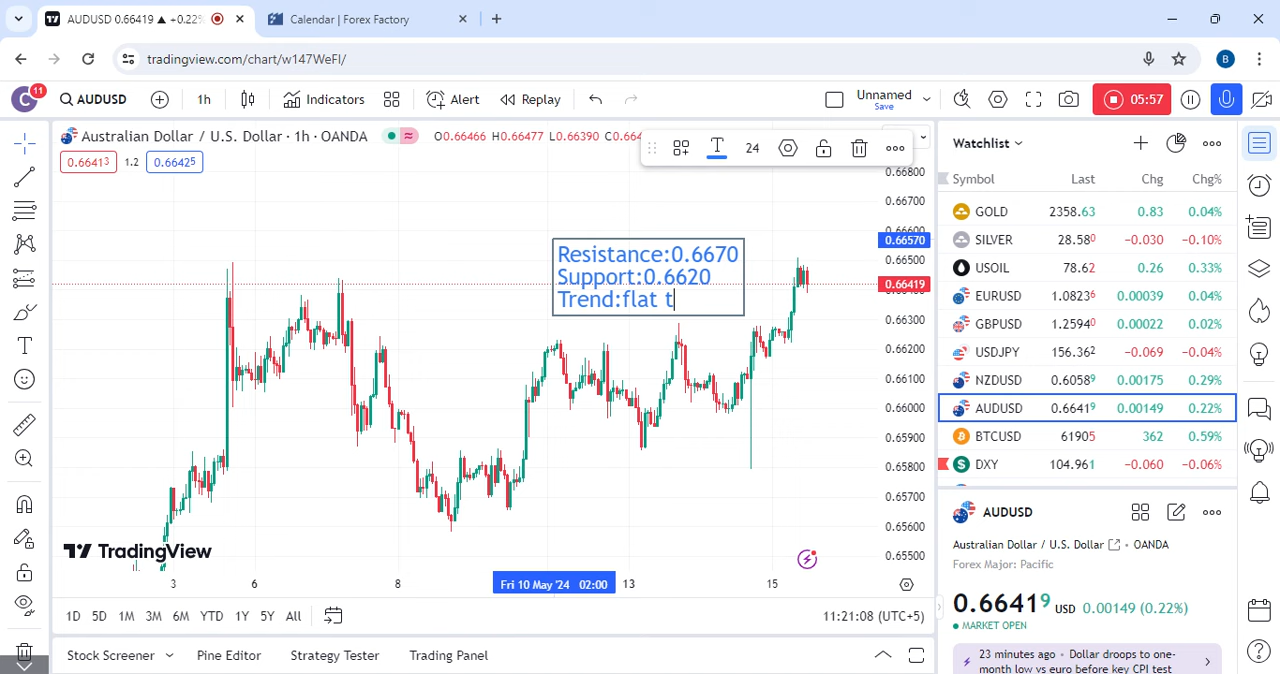 AUDUSD 0.66419 ▲ +0.22%
Calendar | Forex Factory
tradingview.com/chart/w147WeFI/
B
C
11
AUDUSD
1h
Indicators
Alert
Replay
Unnamed
Save
05:57
Australian Dollar / U.S. Dollar · 1h · OANDA
O0.66466 H0.66477 L0.66390
24
0.66413
1.2
0.66425
Resistance:0.6670
Support:0.6620
Trend:flat t
0.66800
0.66700
0.66600
0.66570
0.66500
0.66419
0.66300
0.66200
0.66100
0.66000
0.65900
0.65800
0.65700
0.65600
0.65500
TradingView
3
6
8
Fri 10 May '24 02:00
13
15
1D 5D 1M 3M 6M YTD 1Y 5Y All
11:21:08 (UTC+5)
Stock Screener
Pine Editor
Strategy Tester
Trading Panel
Watchlist
Symbol Last Chg Chg%
GOLD 2358.63 0.83 0.04%
SILVER 28.580 −0.030 −0.10%
USOIL 78.62 0.26 0.33%
EURUSD 1.08236 0.00039 0.04%
GBPUSD 1.25940 0.00022 0.02%
USDJPY 156.362 −0.069 −0.04%
NZDUSD 0.60589 0.00175 0.29%
AUDUSD 0.66419 0.00149 0.22%
BTCUSD 61905 362 0.59%
DXY 104.961 −0.060 −0.06%
AUDUSD
Australian Dollar / U.S. Dollar OANDA
Forex Major: Pacific
0.66419 USD 0.00149 (0.22%)
MARKET OPEN
23 minutes ago · Dollar droops to one-
month low vs euro before key CPI test